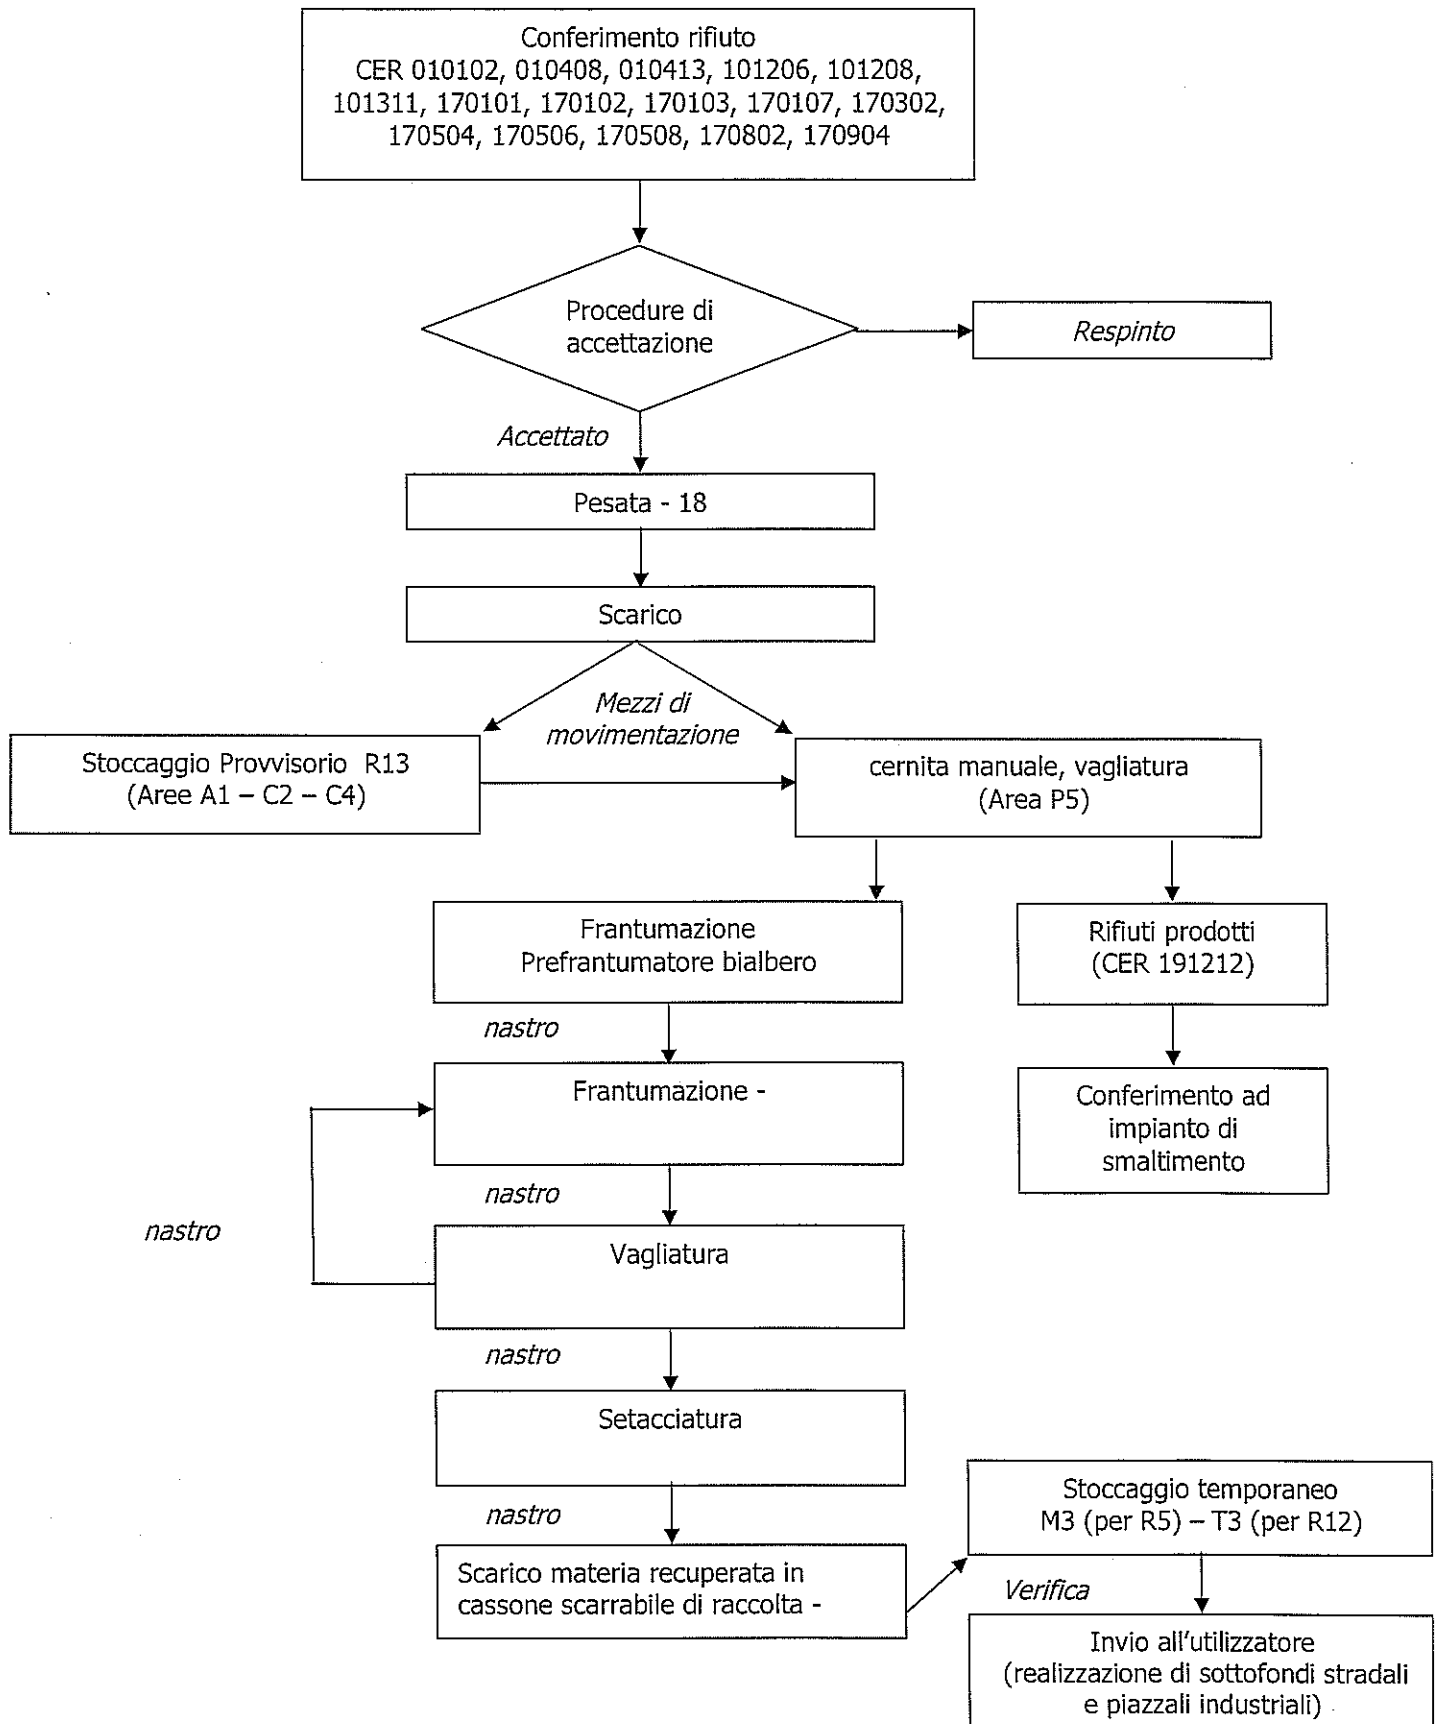 Conferimento rifiuto
CER 010102, 010408, 010413, 101206, 101208,
101311, 170101, 170102, 170103, 170107, 170302,
170504, 170506, 170508, 170802, 170904
Procedure di
accettazione
Respinto
Accettato
Pesata - 18
Scarico
Mezzi di
movimentazione
Stoccaggio Provvisorio R13
(Aree A1 – C2 – C4)
cernita manuale, vagliatura
(Area P5)
Frantumazione
Prefrantumatore bialbero
Rifiuti prodotti
(CER 191212)
nastro
Frantumazione -
Conferimento ad
impianto di
smaltimento
nastro
nastro
Vagliatura
nastro
Setacciatura
nastro
Stoccaggio temporaneo
M3 (per R5) – T3 (per R12)
Scarico materia recuperata in
cassone scarrabile di raccolta -
Verifica
Invio all'utilizzatore
(realizzazione di sottofondi stradali
e piazzali industriali)